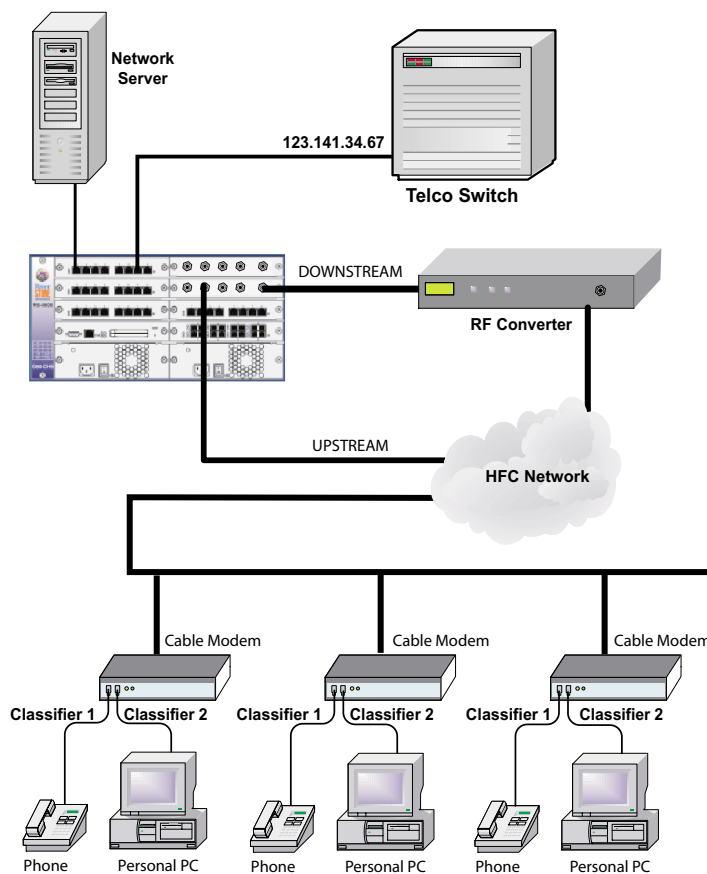 Network
Server
123.141.34.67
Telco Switch
DOWNSTREAM
RF Converter
UPSTREAM
HFC Network
Cable Modem
Cable Modem
Cable Modem
Classifier 1
Classifier 2
Classifier 1
Classifier 2
Classifier 1
Classifier 2
Phone
Personal PC
Phone
Personal PC
Phone
Personal PC